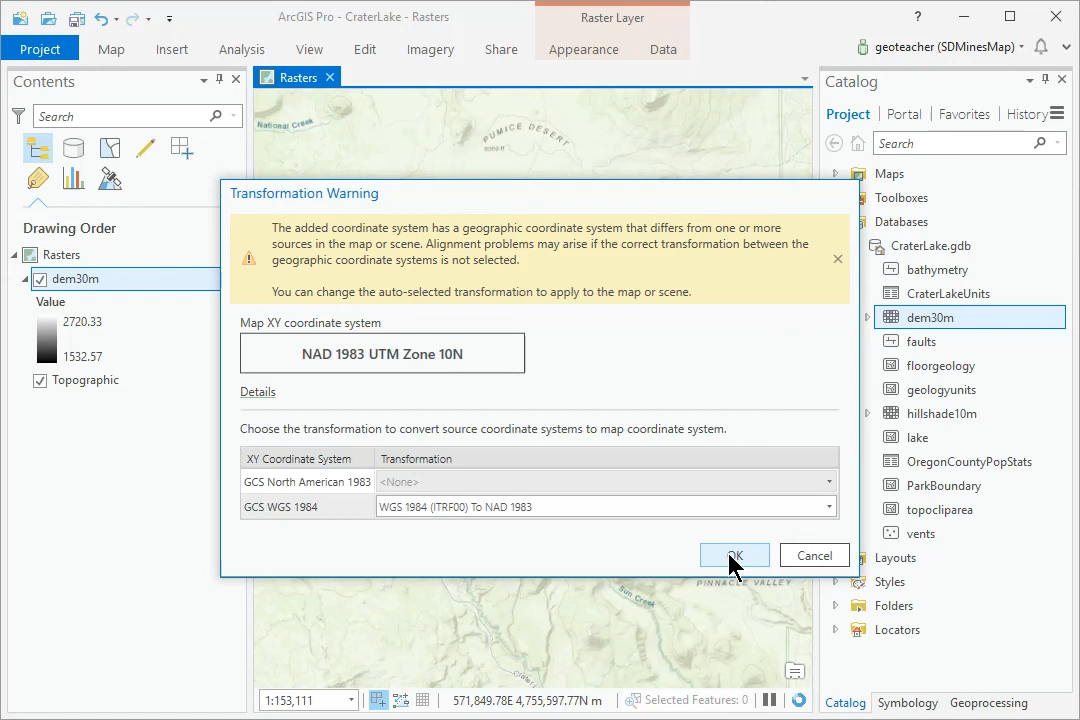 ArcGIS Pro - CraterLake - Rasters
Raster Layer
?
Project
Map
Insert
Analysis
View
Edit
Imagery
Share
Appearance
Data
geoteacher (SDMinesMap)
Contents
Search
Drawing Order
Rasters
dem30m
Value
2720.33
1532.57
Topographic
Rasters
National Creek
PUMICE DESERT
Transformation Warning
The added coordinate system has a geographic coordinate system that differs from one or more
sources in the map or scene. Alignment problems may arise if the correct transformation between the
geographic coordinate systems is not selected.
You can change the auto-selected transformation to apply to the map or scene.
Map XY coordinate system
NAD 1983 UTM Zone 10N
Details
Choose the transformation to convert source coordinate systems to map coordinate system.
XY Coordinate System
Transformation
GCS North American 1983
<None>
GCS WGS 1984
WGS 1984 (ITRF00) To NAD 1983
OK
Cancel
PINNACLE VALLEY
Sun Creek
1:153,111
571,849.78E 4,755,597.77N m
Selected Features: 0
Catalog
Project
Portal
Favorites
History
Search
Maps
Toolboxes
Databases
CraterLake.gdb
bathymetry
CraterLakeUnits
dem30m
faults
floorgeology
geologyunits
hillshade10m
lake
OregonCountyPopStats
ParkBoundary
topocliparea
vents
Layouts
Styles
Folders
Locators
Catalog
Symbology
Geoprocessing